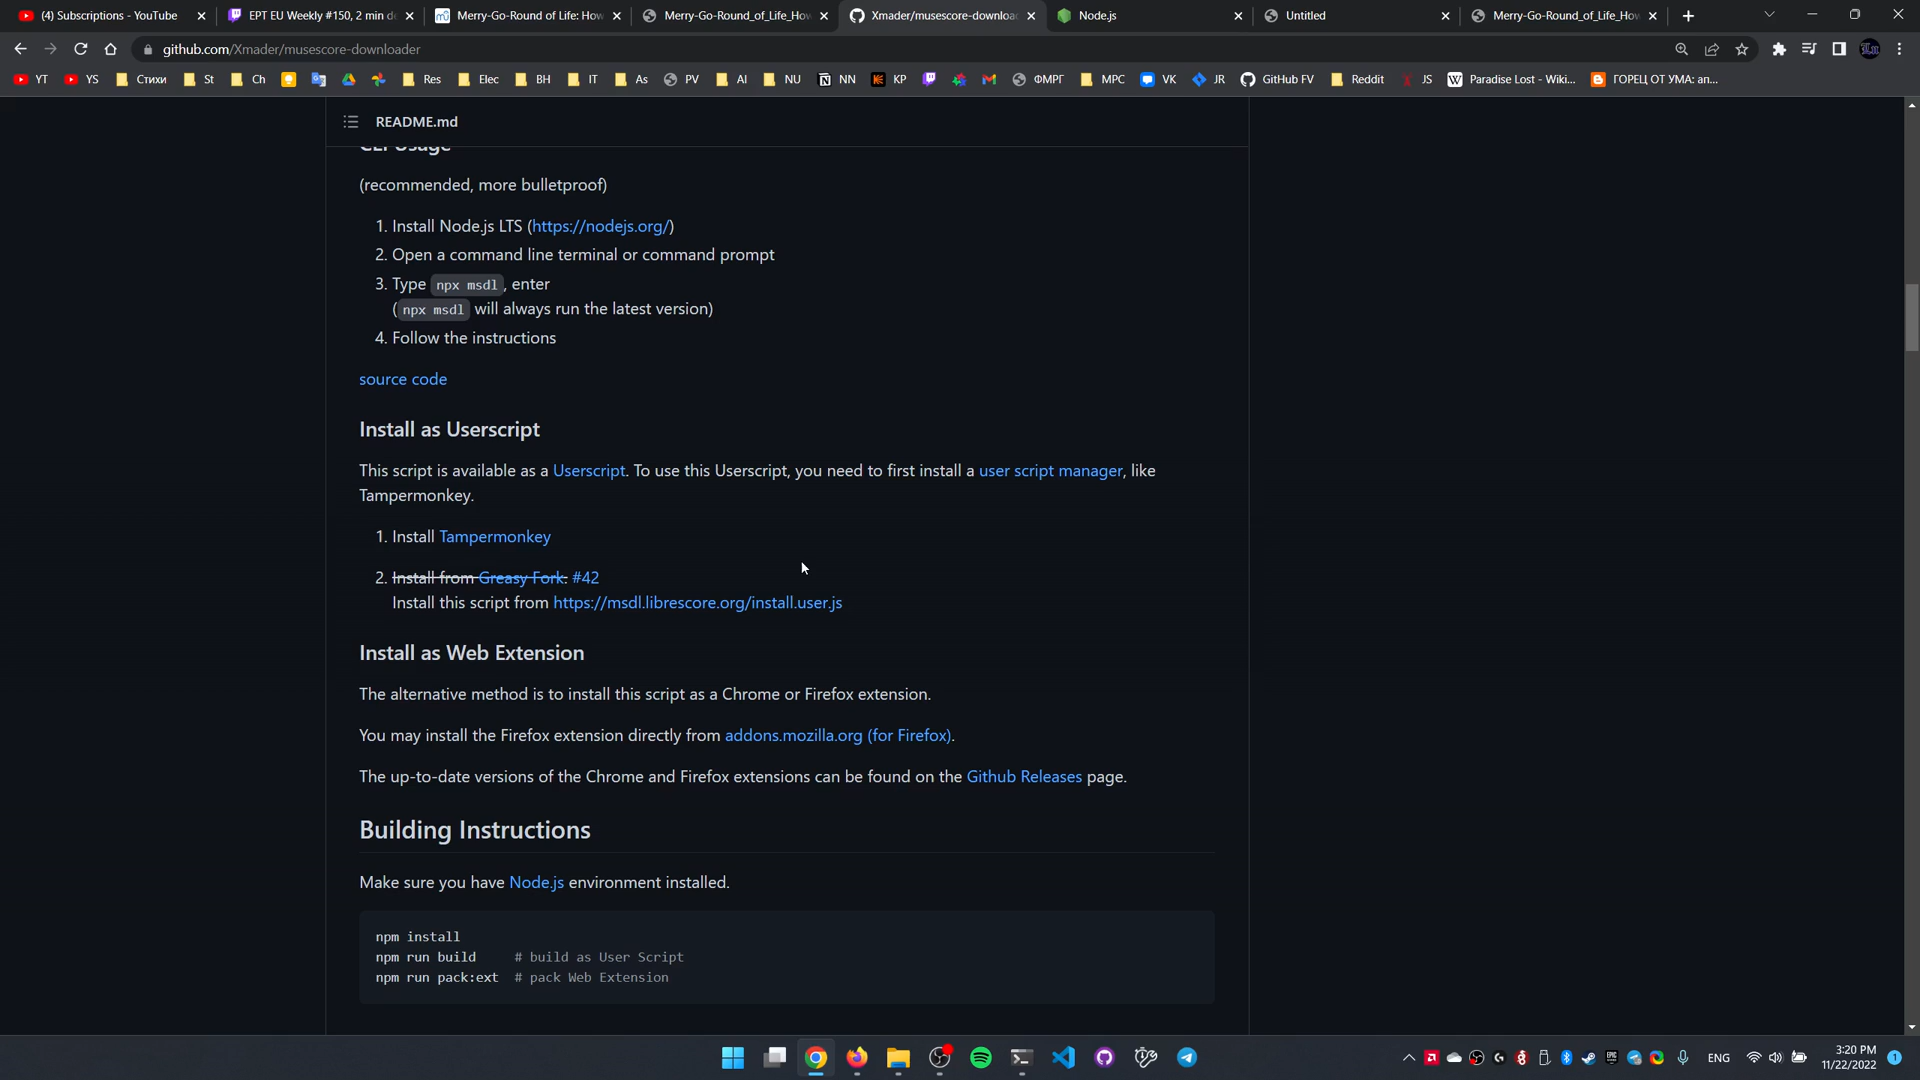 (4) Subscriptions - YouTube
EPT EU Weekly #150, 2 min d
Merry-Go-Round of Life: How
Merry-Go-Round_of_Life_How
Xmader/musescore-downloa
Node.js
Untitled
Merry-Go-Round_of_Life_How
github.com/Xmader/musescore-downloader
YT
YS
Стихи
St
Ch
Res
Elec
BH
IT
As
PV
AI
NU
NN
KP
ФМРГ
MPC
VK
JR
GitHub FV
Reddit
JS
Paradise Lost - Wiki...
ГОРЕЦ ОТ УМА: ап...
README.md
CLI Usage
(recommended, more bulletproof)
1. Install Node.js LTS (https://nodejs.org/)
2. Open a command line terminal or command prompt
3. Type npx msdl, enter
(npx msdl will always run the latest version)
4. Follow the instructions
source code
Install as Userscript
This script is available as a Userscript. To use this Userscript, you need to first install a user script manager, like
Tampermonkey.
1. Install Tampermonkey
2. Install from Greasy Fork. #42
Install this script from https://msdl.librescore.org/install.user.js
Install as Web Extension
The alternative method is to install this script as a Chrome or Firefox extension.
You may install the Firefox extension directly from addons.mozilla.org (for Firefox).
The up-to-date versions of the Chrome and Firefox extensions can be found on the Github Releases page.
Building Instructions
Make sure you have Node.js environment installed.
npm install
npm run build # build as User Script
npm run pack:ext # pack Web Extension
ENG
3:20 PM
11/22/2022
1